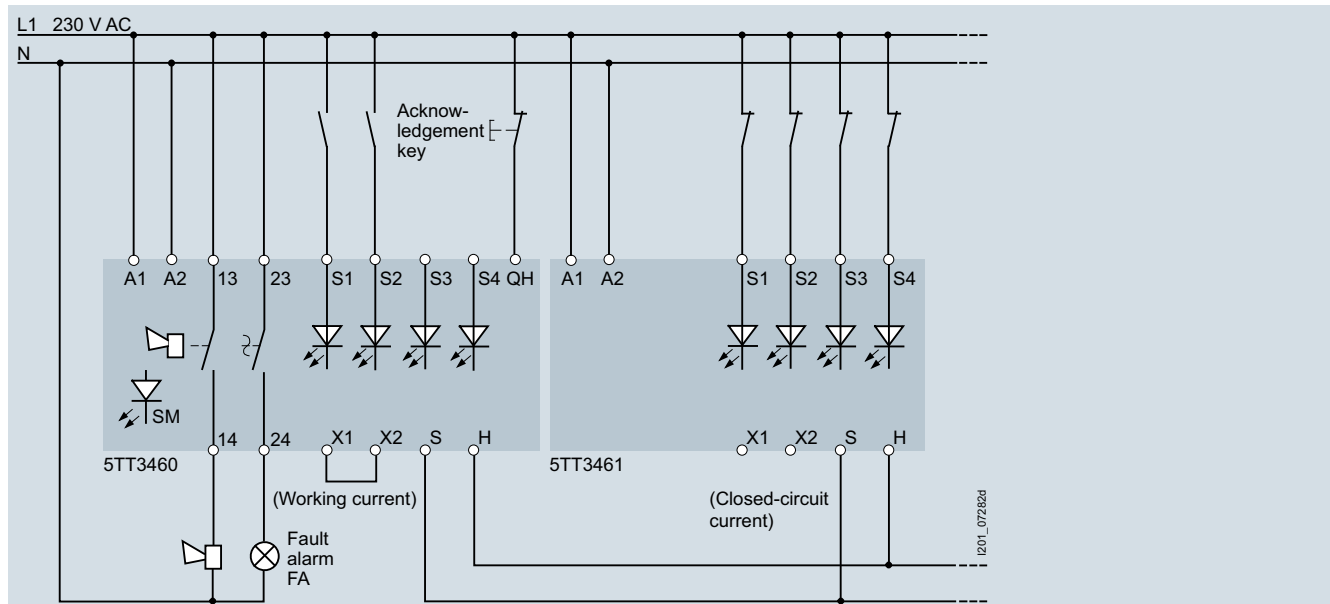 L1 230 V AC
N
Acknow-
ledgement
key
A1 A2 13 23 S1 S2 S3 S4 QH A1 A2 S1 S2 S3 S4
SM
14 24 X1 X2 S H X1 X2 S H
5TT3460 5TT3461
(Working current)
(Closed-circuit
current)
Fault
alarm
FA
I201_07282d